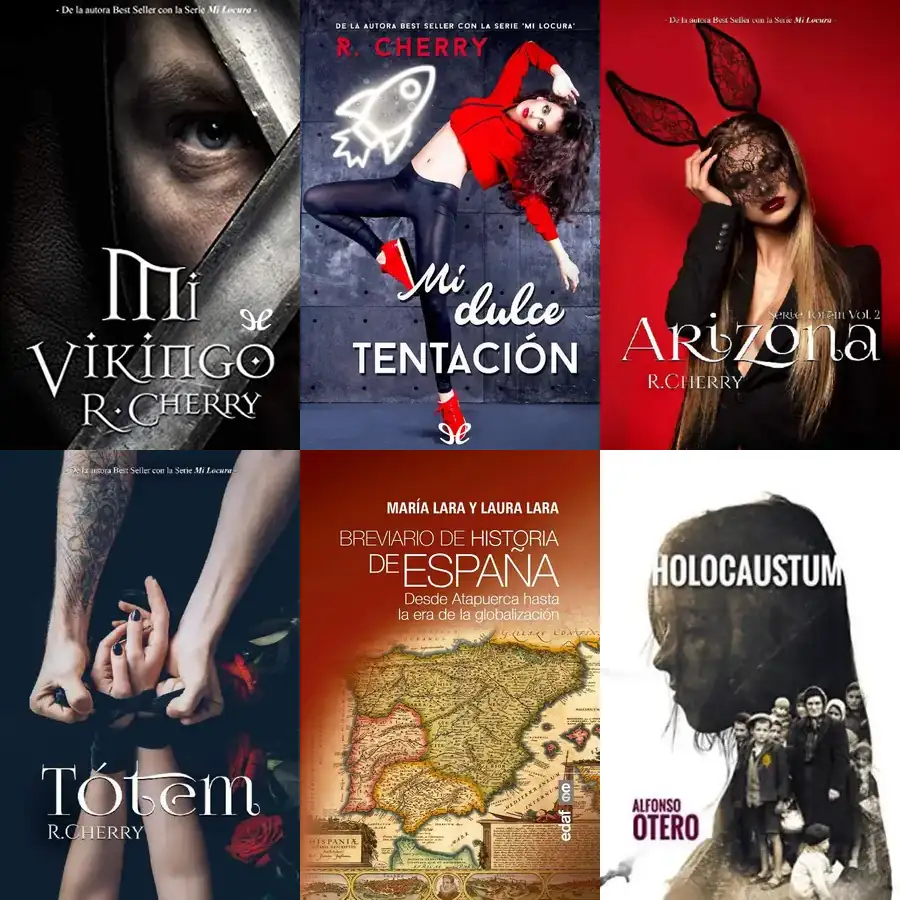 - De la autora Best Seller con la Serie Mi Locura -
Mi
Vikingo
R. Cherry
DE LA AUTORA BEST SELLER CON LA SERIE 'MI LOCURA'
R. CHERRY
Mi
dulce
TENTACIÓN
- De la autora Best Seller con la Serie Mi Locura -
Serie Tótem Vol. 2
Arizona
R.Cherry
- De la autora Best Seller con la Serie Mi Locura -
Tótem
R.Cherry
MARÍA LARA Y LAURA LARA
BREVIARIO DE HISTORIA
DE ESPAÑA
Desde Atapuerca hasta
la era de la globalización
HISPANIÆ
edaf
HOLOCAUSTUM
ALFONSO
OTERO